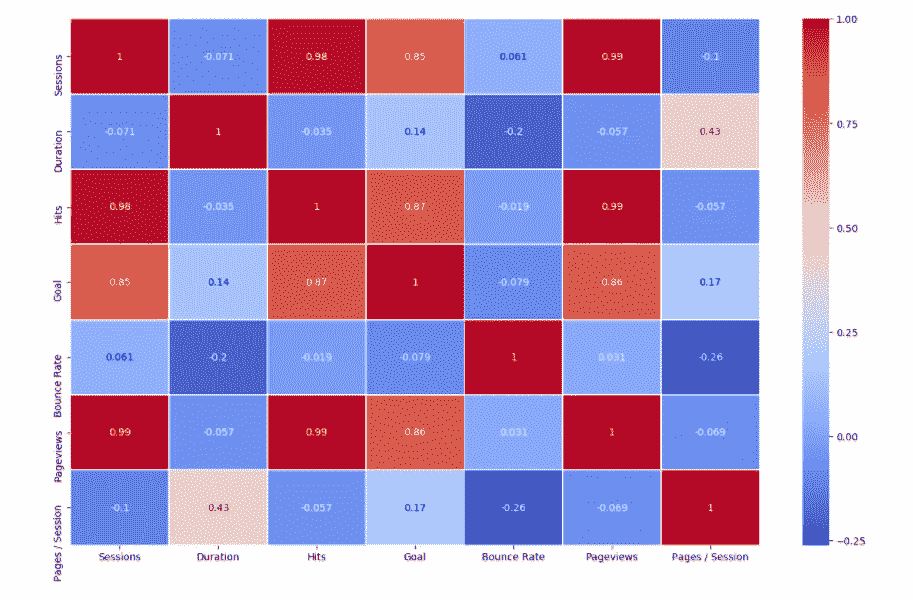 1.00
Sessions 1 -0.071 0.98 0.85 0.061 0.99 -0.1
0.75
Duration -0.071 1 -0.035 0.14 -0.2 -0.057 0.43
Hits 0.98 -0.035 1 0.87 -0.019 0.99 -0.057
0.50
Goal 0.85 0.14 0.87 1 -0.079 0.86 0.17
0.25
Bounce Rate 0.061 -0.2 -0.019 -0.079 1 0.031 -0.26
Pageviews 0.99 -0.057 0.99 0.86 0.031 1 -0.069
0.00
Pages / Session -0.1 0.43 -0.057 0.17 -0.26 -0.069 1
-0.25
Sessions Duration Hits Goal Bounce Rate Pageviews Pages / Session